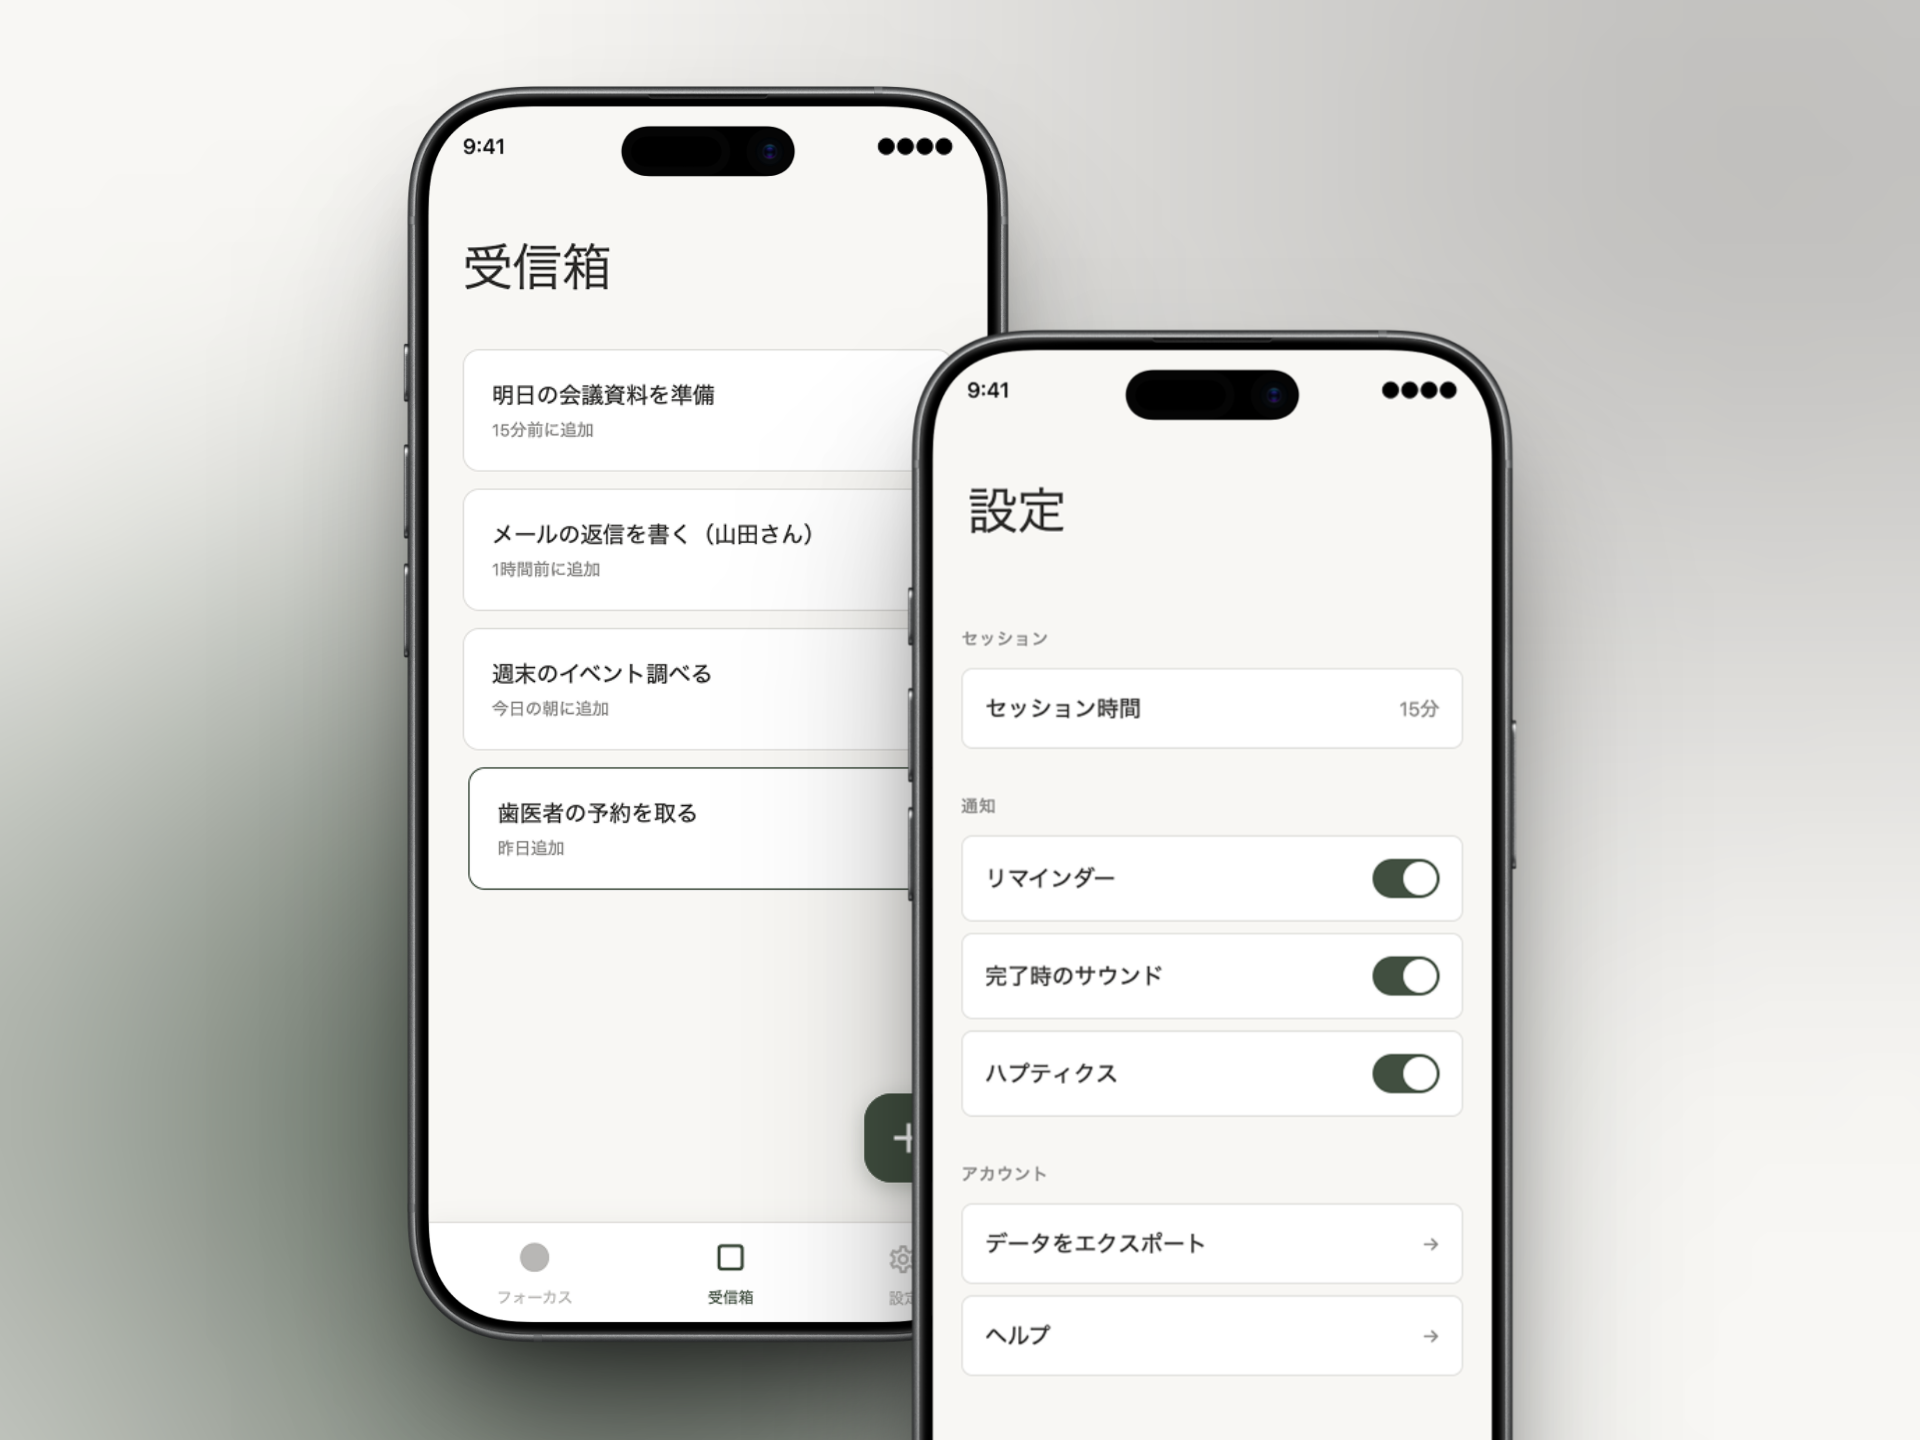 9:41
受信箱
明日の会議資料を準備
15分前に追加
メールの返信を書く（山田さん）
1時間前に追加
週末のイベント調べる
今日の朝に追加
歯医者の予約を取る
昨日追加
フォーカス
受信箱
設定
9:41
設定
セッション
セッション時間
15分
通知
リマインダー
完了時のサウンド
ハプティクス
アカウント
データをエクスポート
→
ヘルプ
→